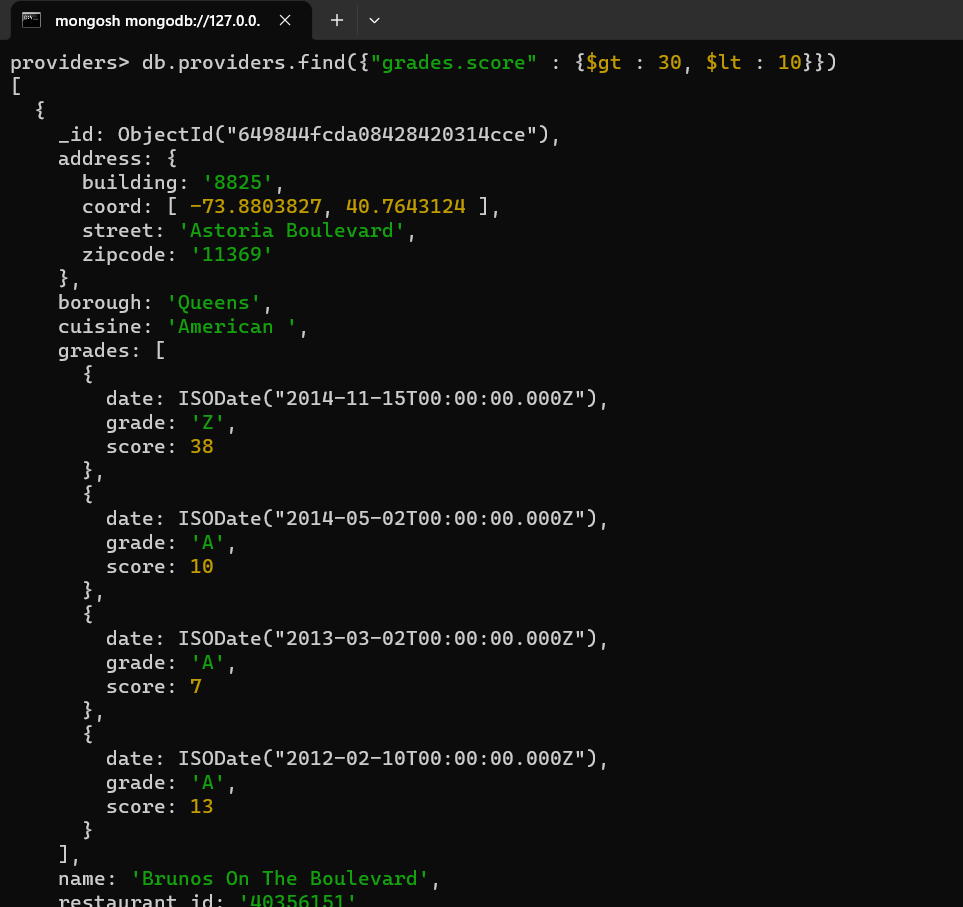 mongosh mongodb://127.0.0.
providers> db.providers.find({"grades.score" : {$gt : 30, $lt : 10}})
[
  {
    _id: ObjectId("649844fcda08428420314cce"),
    address: {
      building: '8825',
      coord: [ -73.8803827, 40.7643124 ],
      street: 'Astoria Boulevard',
      zipcode: '11369'
    },
    borough: 'Queens',
    cuisine: 'American ',
    grades: [
      {
        date: ISODate("2014-11-15T00:00:00.000Z"),
        grade: 'Z',
        score: 38
      },
      {
        date: ISODate("2014-05-02T00:00:00.000Z"),
        grade: 'A',
        score: 10
      },
      {
        date: ISODate("2013-03-02T00:00:00.000Z"),
        grade: 'A',
        score: 7
      },
      {
        date: ISODate("2012-02-10T00:00:00.000Z"),
        grade: 'A',
        score: 13
      }
    ],
    name: 'Brunos On The Boulevard',
    restaurant_id: '40356151'